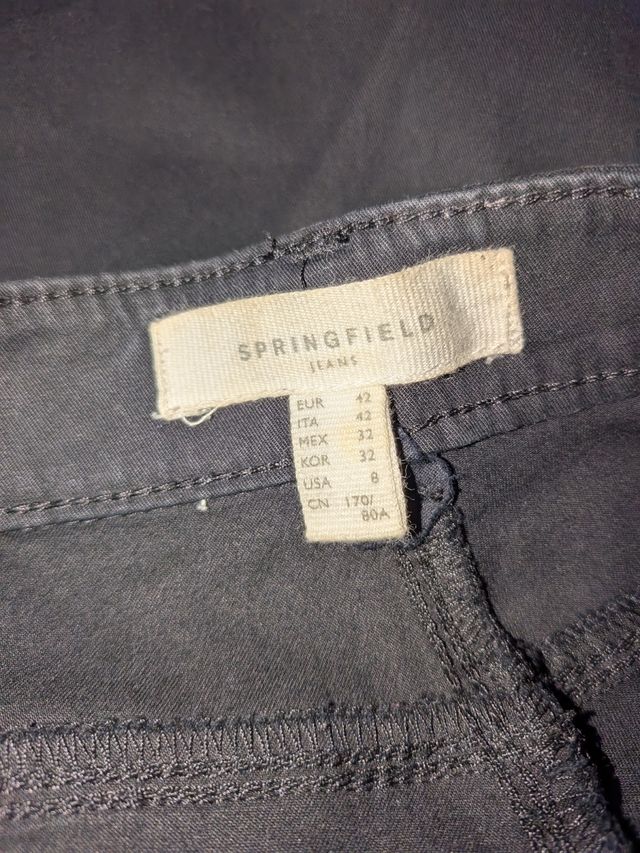 SPRINGFIELD
JEANS
EUR 42
ITA 42
MEX 32
KOR 32
USA 8
CN 170/
80A